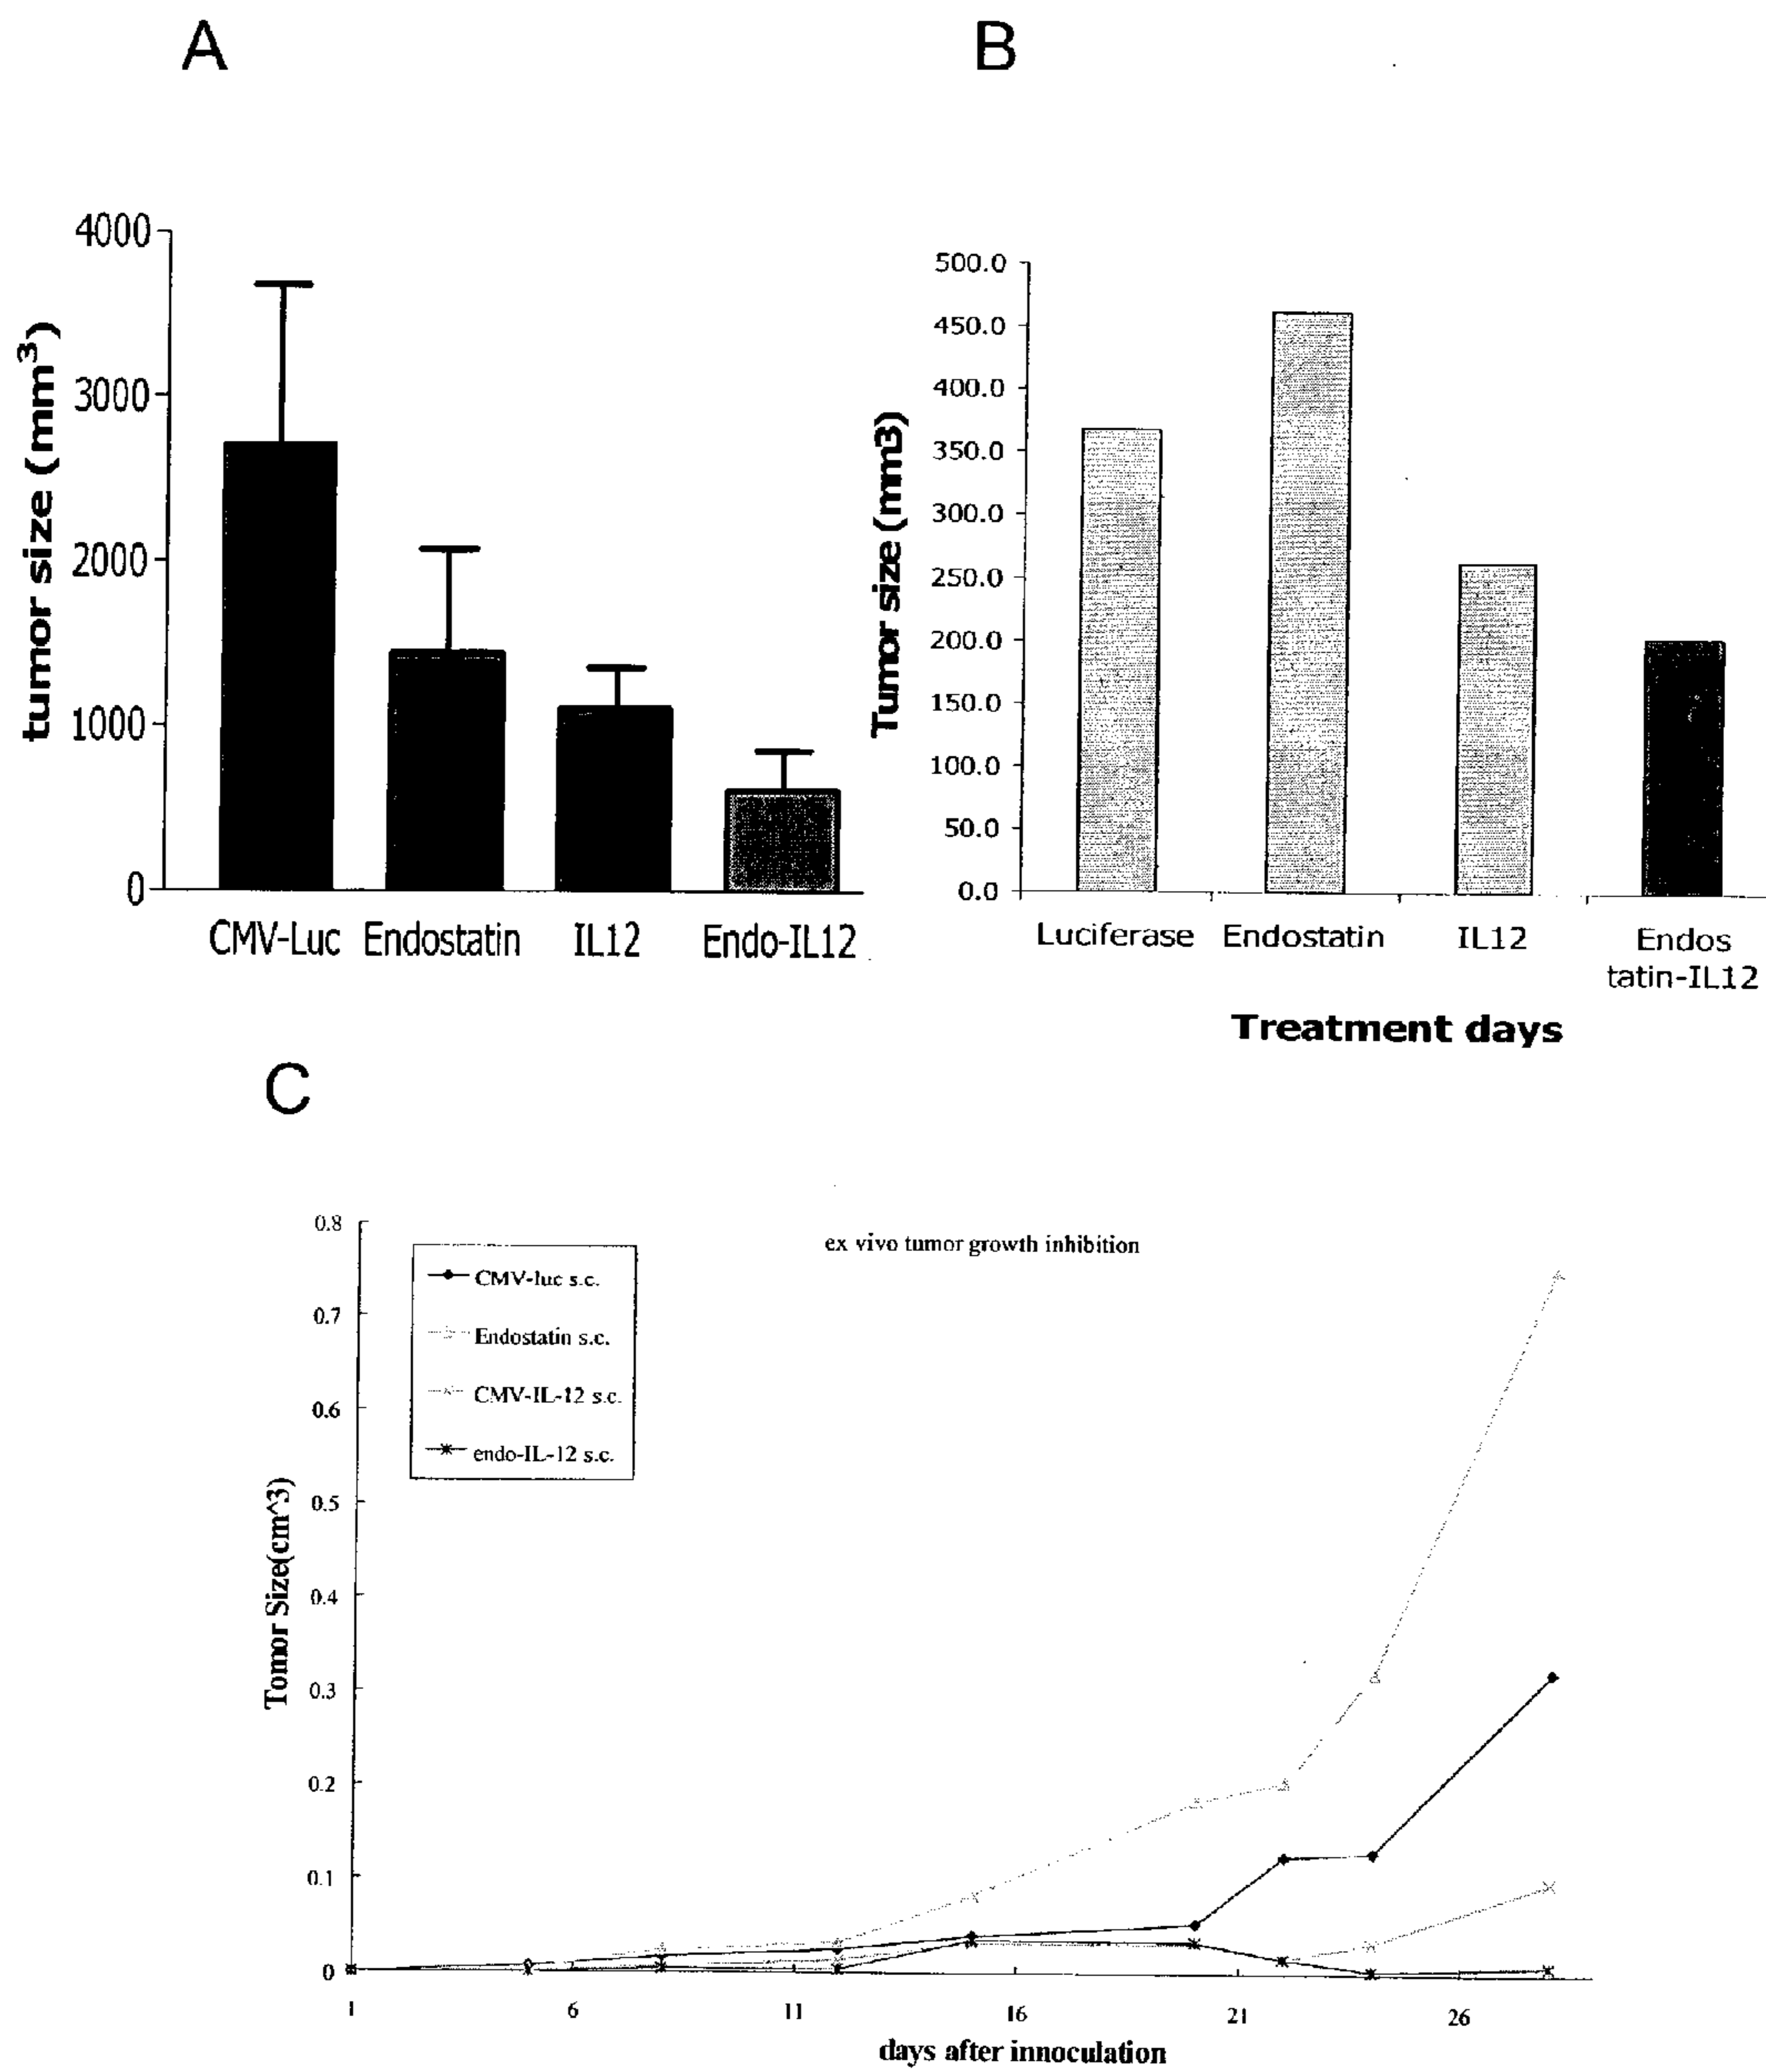 A
4000
3000
2000
1000
0
tumor size (mm³)
CMV-Luc Endostatin IL12 Endo-IL12
B
500.0
450.0
400.0
350.0
300.0
250.0
200.0
150.0
100.0
50.0
0.0
Tumor size (mm3)
Luciferase Endostatin IL12 Endos
tatin-IL12
Treatment days
C
ex vivo tumor growth inhibition
CMV-luc s.c.
Endostatin s.c.
CMV-IL-12 s.c.
endo-IL-12 s.c.
0.8
0.7
0.6
0.5
0.4
0.3
0.2
0.1
0
Tomor Size(cm^3)
1 6 11 16 21 26
days after innoculation